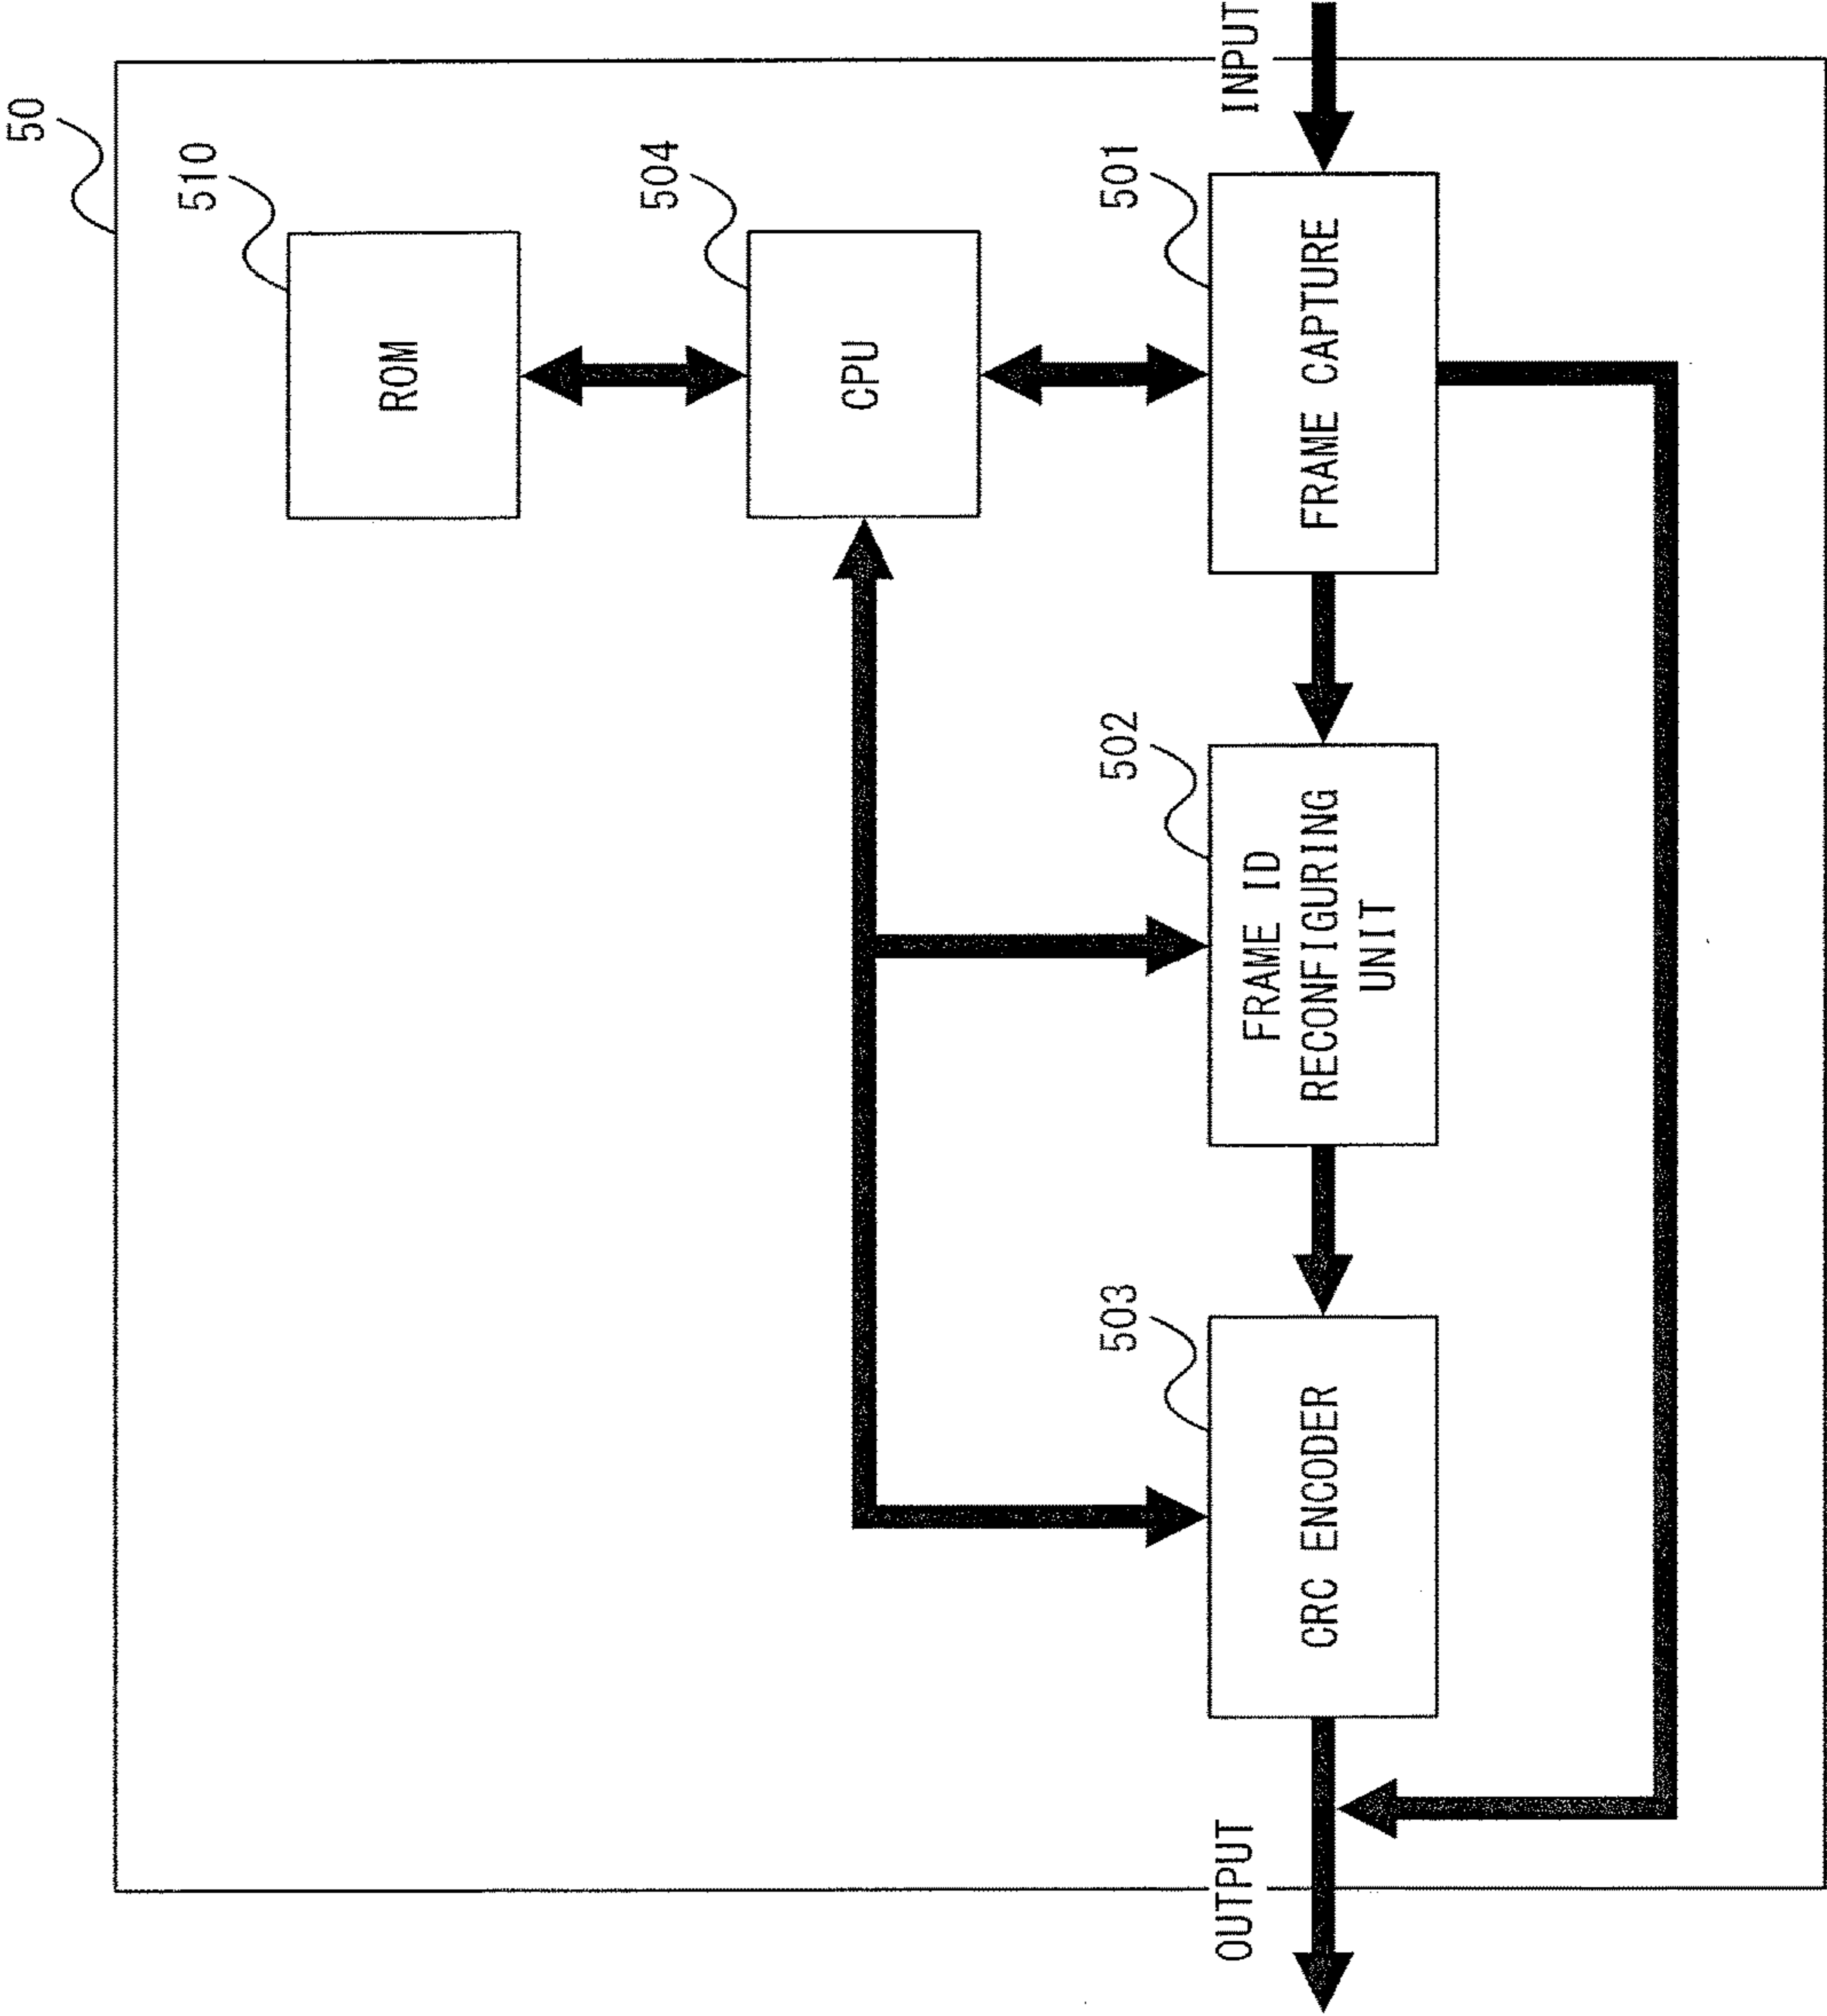 50
510
ROM
504
CPU
501
FRAME CAPTURE
INPUT
502
FRAME ID
RECONFIGURING
UNIT
503
CRC ENCODER
OUTPUT